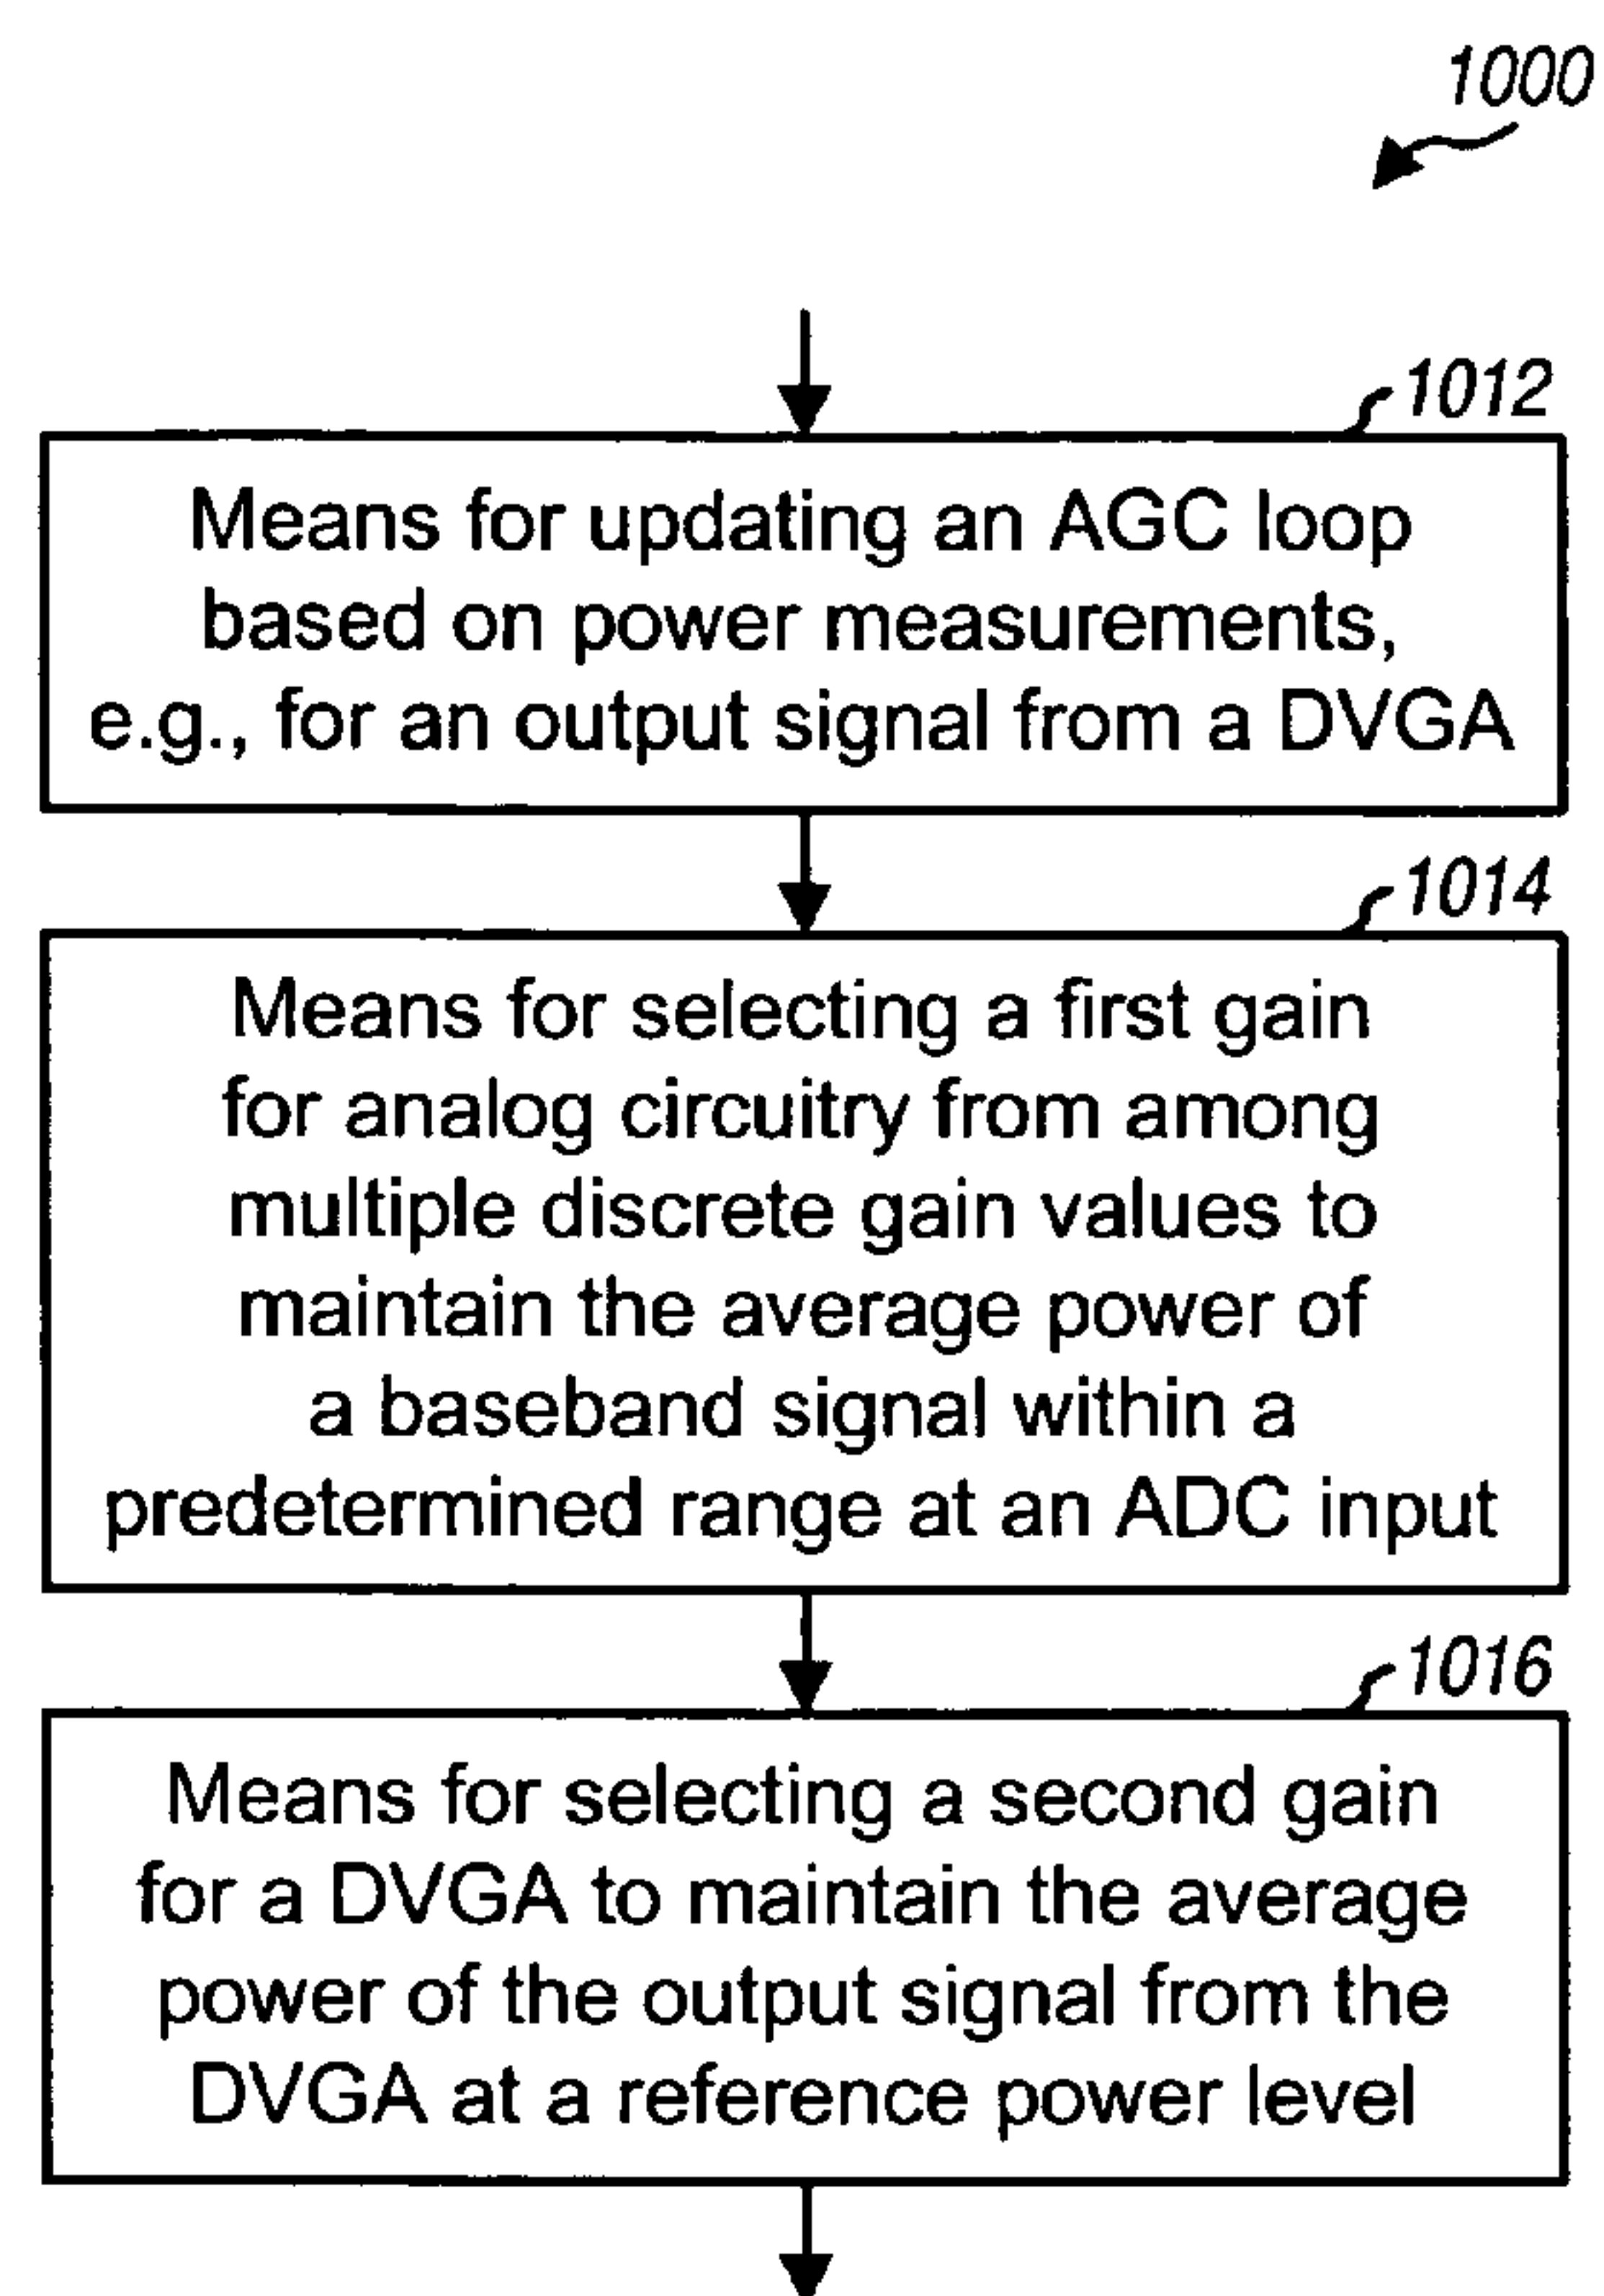 1000
1012
Means for updating an AGC loop
based on power measurements,
e.g., for an output signal from a DVGA
1014
Means for selecting a first gain
for analog circuitry from among
multiple discrete gain values to
maintain the average power of
a baseband signal within a
predetermined range at an ADC input
1016
Means for selecting a second gain
for a DVGA to maintain the average
power of the output signal from the
DVGA at a reference power level